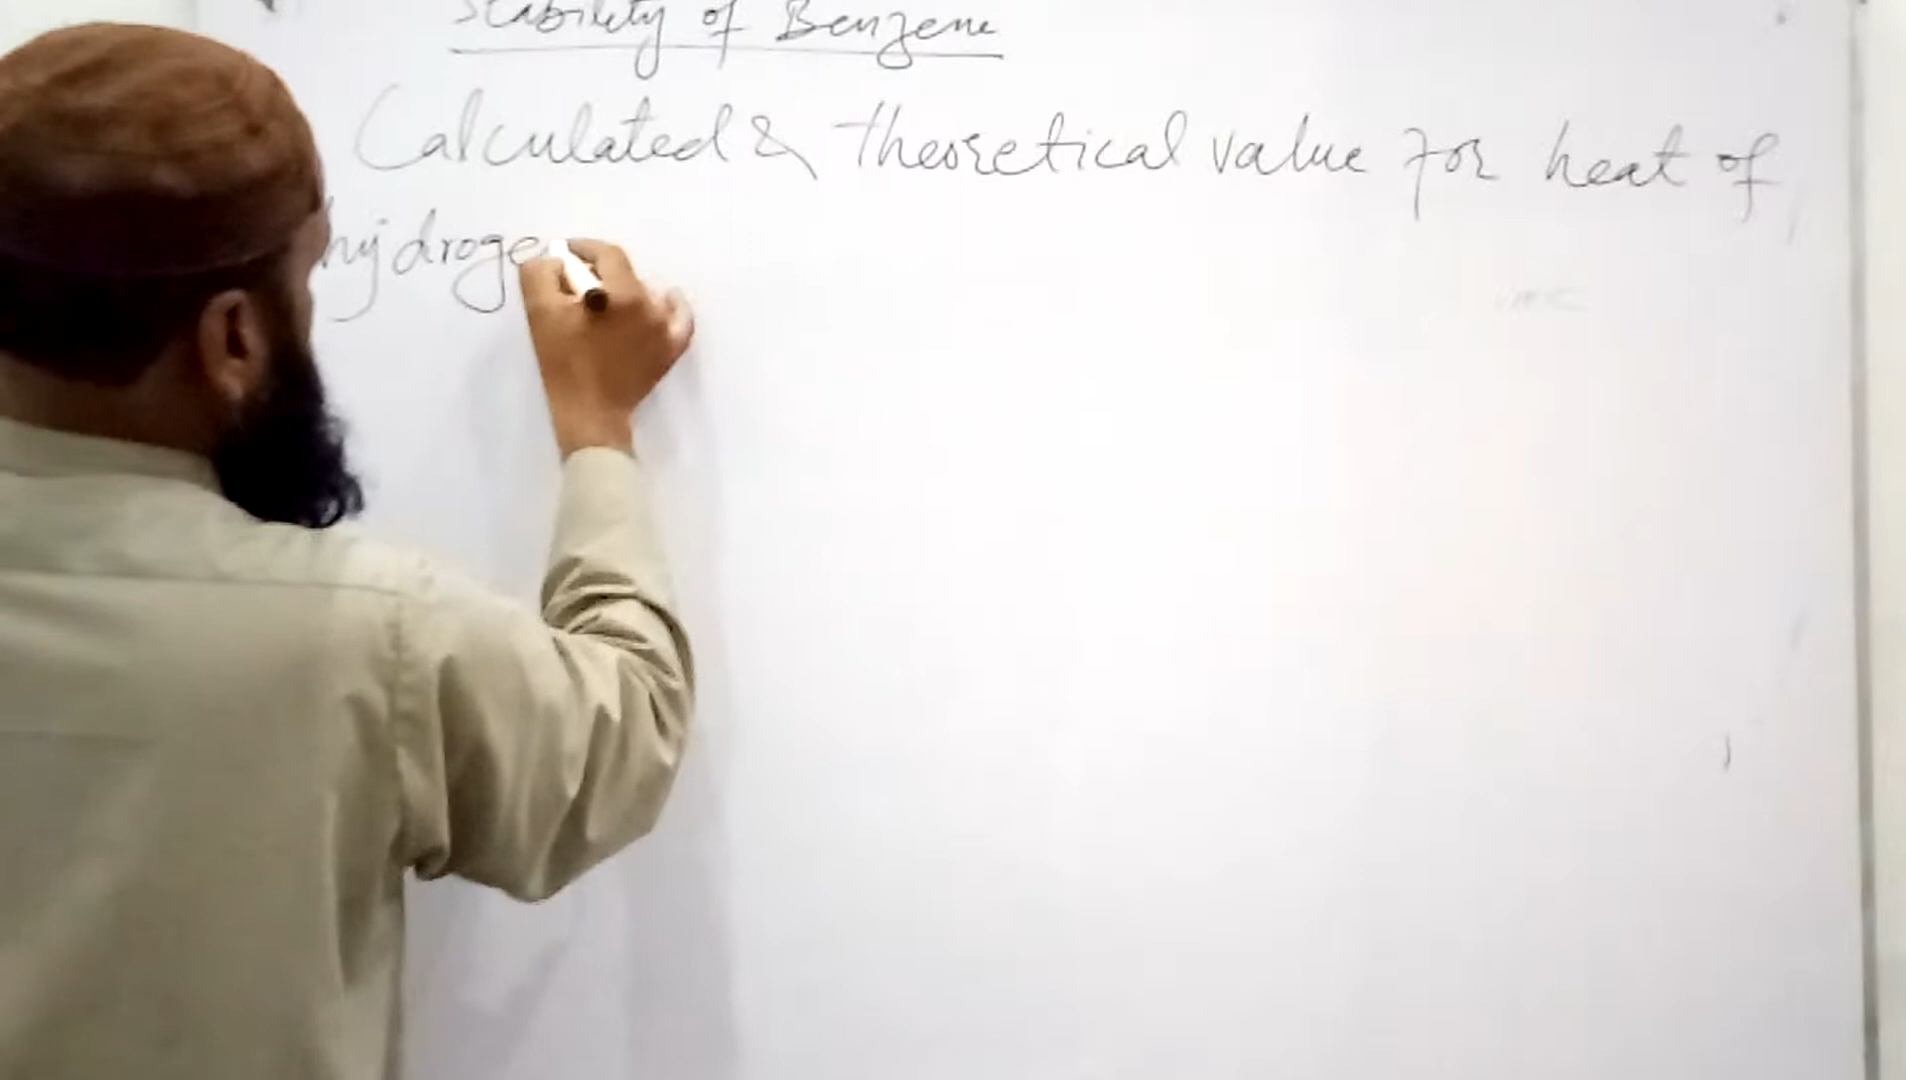 Stability of Benzene
Calculated & theoretical value for heat of
hydroge